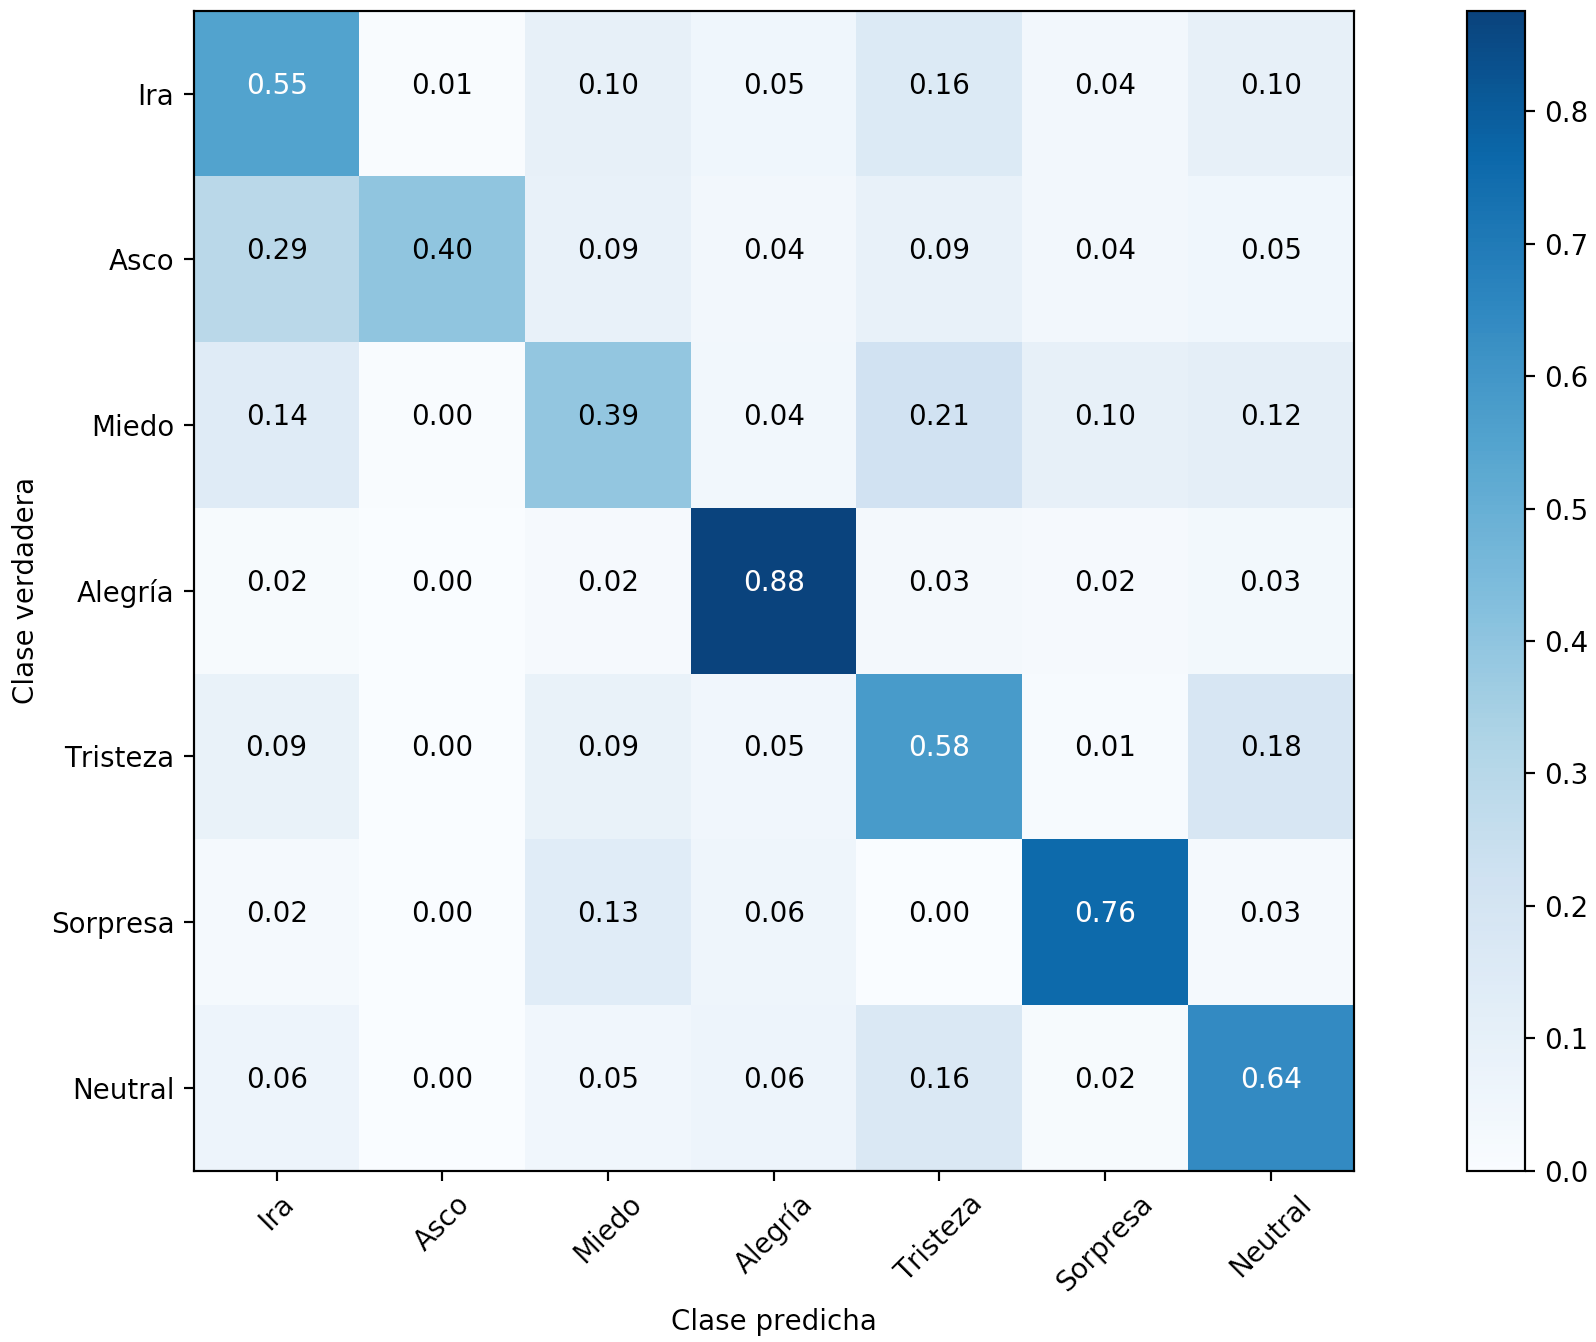 Ira 0.55 0.01 0.10 0.05 0.16 0.04 0.10
Asco 0.29 0.40 0.09 0.04 0.09 0.04 0.05
Miedo 0.14 0.00 0.39 0.04 0.21 0.10 0.12
Alegría 0.02 0.00 0.02 0.88 0.03 0.02 0.03
Tristeza 0.09 0.00 0.09 0.05 0.58 0.01 0.18
Sorpresa 0.02 0.00 0.13 0.06 0.00 0.76 0.03
Neutral 0.06 0.00 0.05 0.06 0.16 0.02 0.64
Ira Asco Miedo Alegría Tristeza Sorpresa Neutral
Clase predicha
Clase verdadera
0.8
0.7
0.6
0.5
0.4
0.3
0.2
0.1
0.0